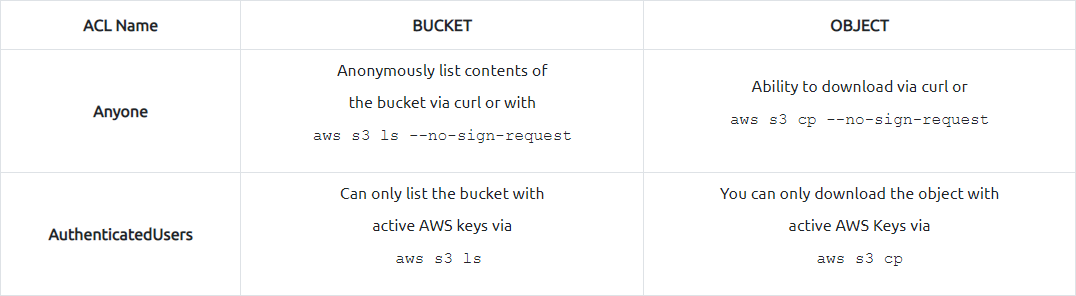 ACL Name
BUCKET
OBJECT
Anyone
Anonymously list contents of
the bucket via curl or with
aws s3 ls --no-sign-request
Ability to download via curl or
aws s3 cp --no-sign-request
AuthenticatedUsers
Can only list the bucket with
active AWS keys via
aws s3 ls
You can only download the object with
active AWS Keys via
aws s3 cp